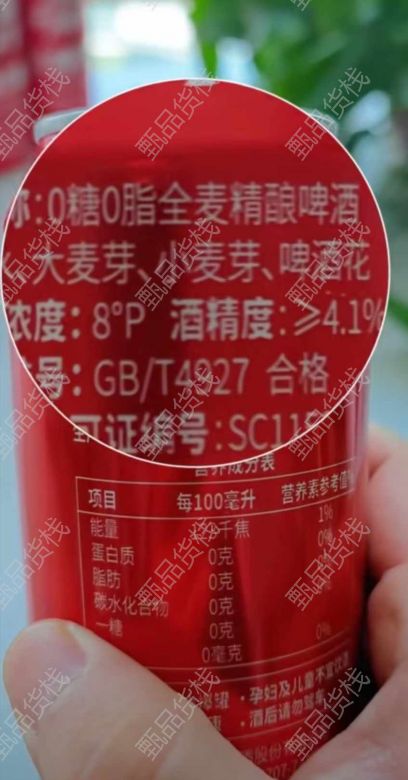 称:0糖0脂全麦精酿啤酒
大麦芽、小麦芽、啤酒花
浓度: 8°P 酒精度:≥4.1%
号: GB/T4927 合格
可证编号:SC11
营养成分表
项目 每100毫升 营养素参考值
能量 千焦 1%
蛋白质 0克 0%
脂肪 0克
碳水化合物 0克
一糖 0克
0毫克 0%
罐 ·孕妇及儿童不宜饮
酒后请勿驾车
甄品货栈